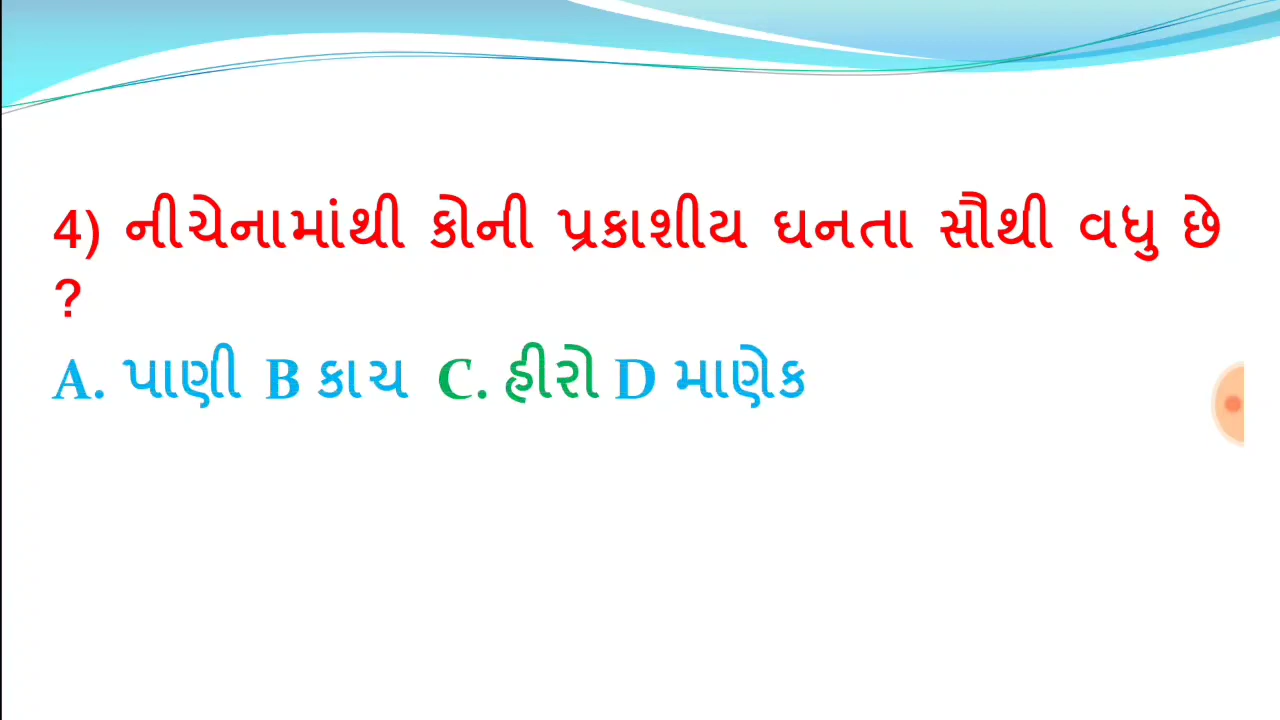 4) નીચેનામાંથી કોની પ્રકાશીય ઘનતા સૌથી વધુ છે
?
A. પાણી B કાચ C. હીરો D માણેક